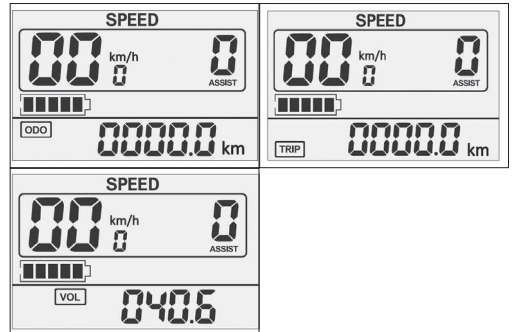 SPEED
00 km/h 0 0
ASSIST
ODO 0000.0 km
SPEED
00 km/h 0 0
ASSIST
TRIP 0000.0 km
SPEED
00 km/h 0 0
ASSIST
VOL 040.6